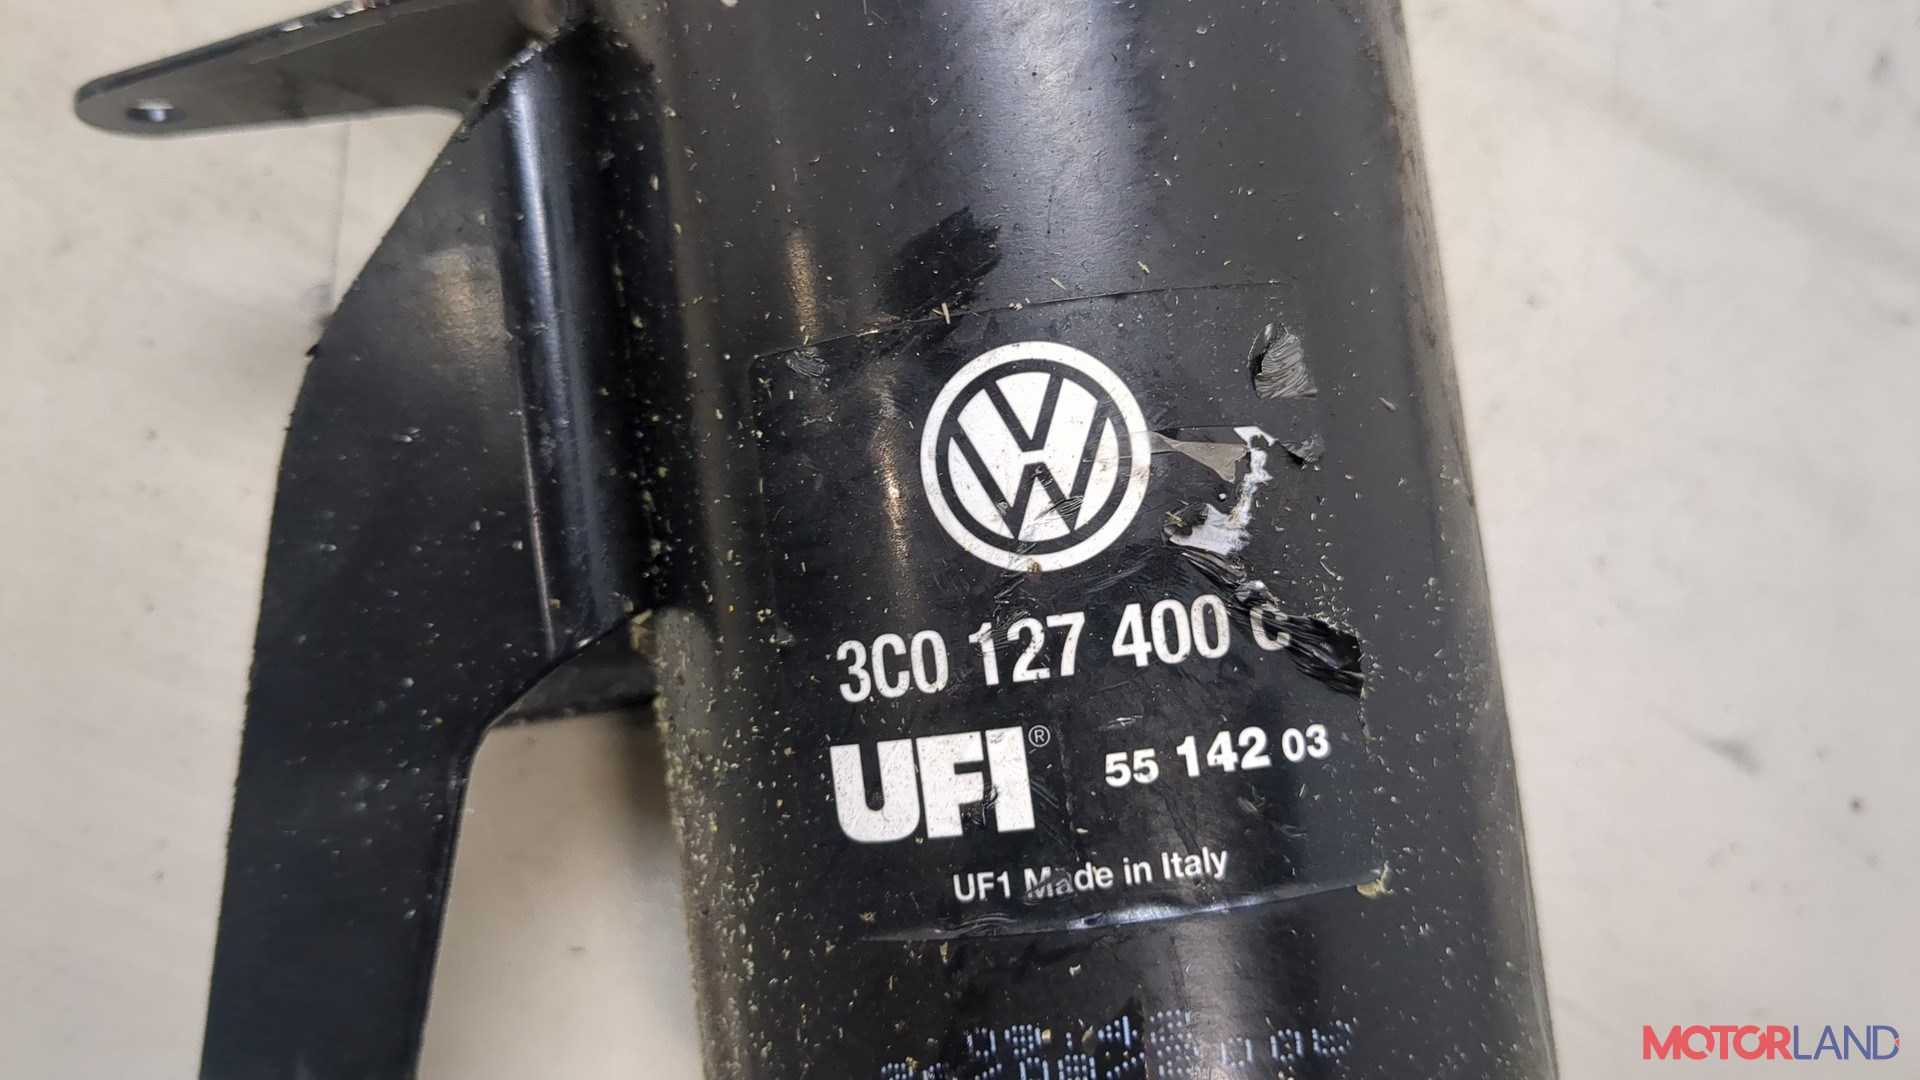 3C0 127 400 C
UFI® 55 142 03
UF1 Made in Italy
MOTORLAND